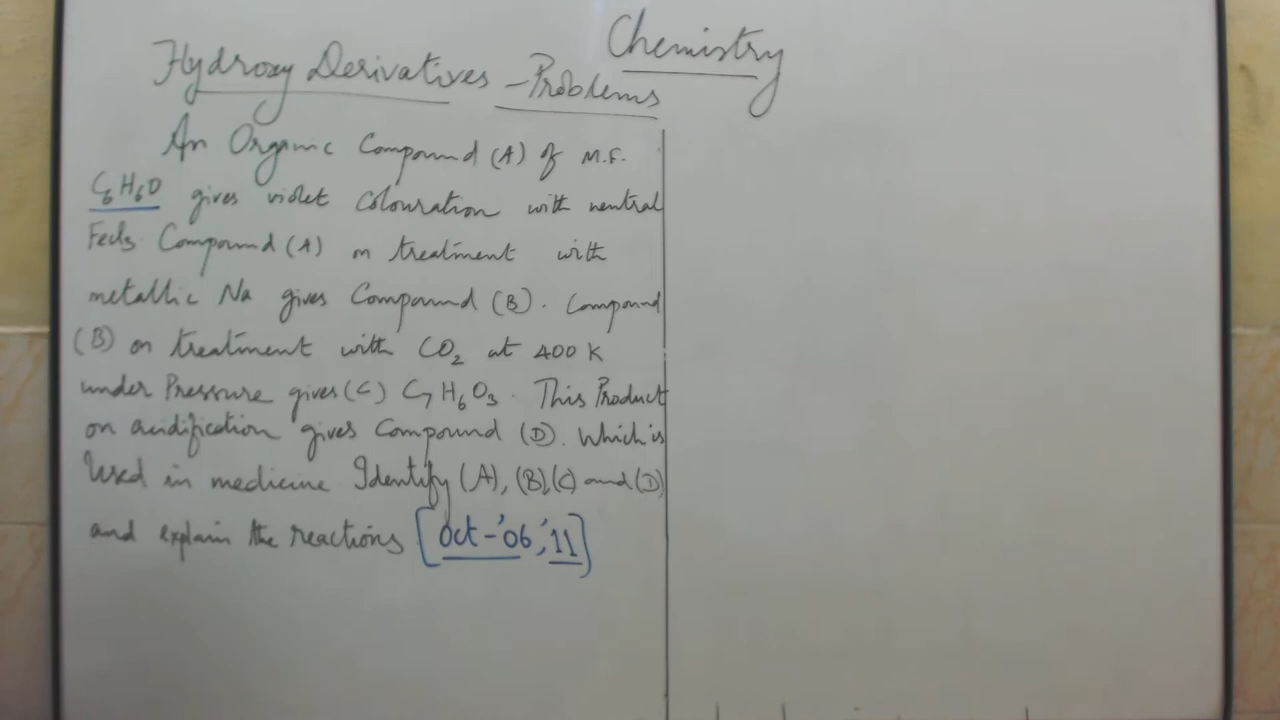 Chemistry
Hydroxy Derivatives - Problems
An Organic Compound (A) of M.F.
C6H6O gives violet Colouration with neutral
Fecl3. Compound (A) on treatment with
metallic Na gives Compound (B). Compound
(B) on treatment with CO2 at 400 K
under Pressure gives (C) C7H6O3. This Product
on acidification gives Compound (D). Which is
Used in medicine Identify (A), (B), (C) and (D)
and explain the reactions [Oct-'06,'11]